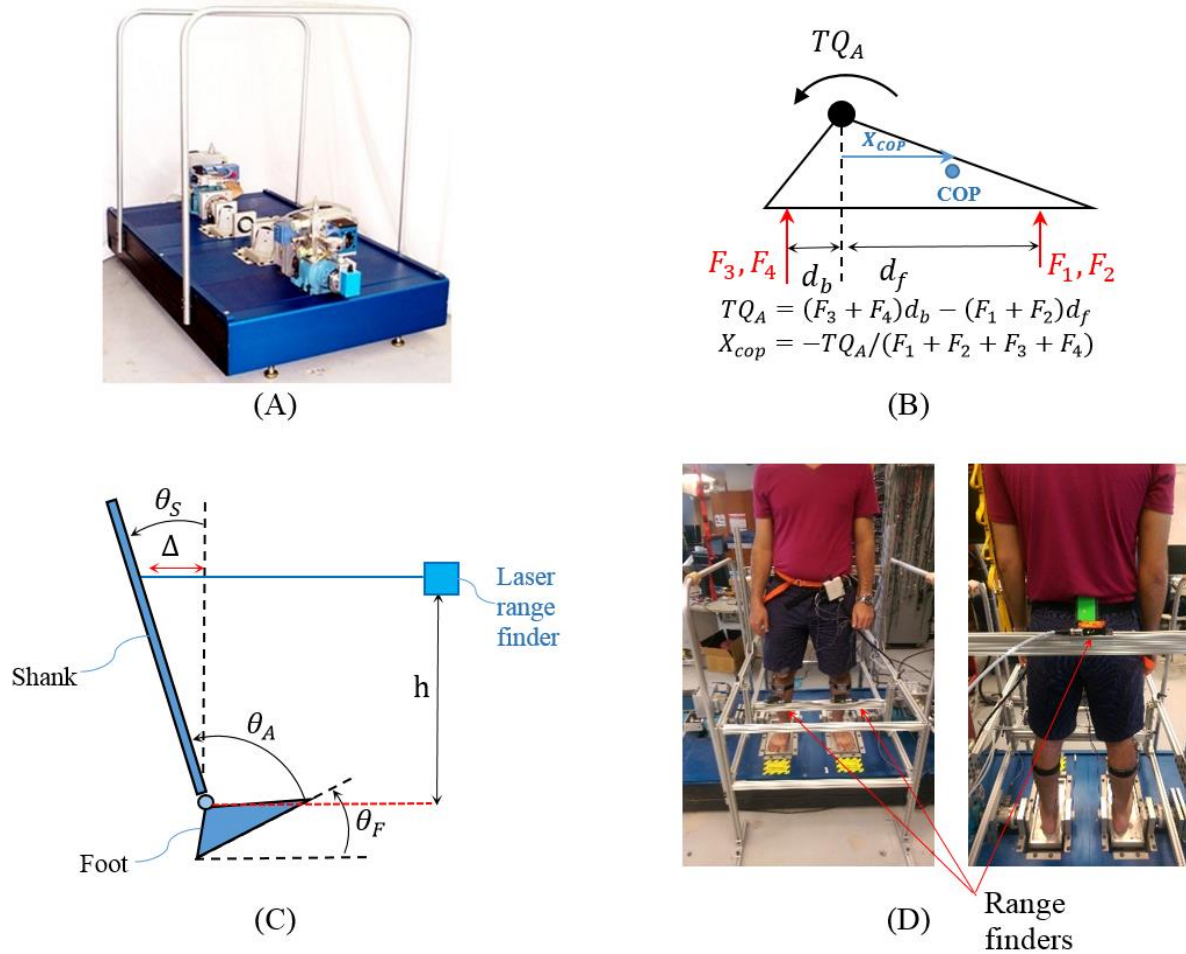 TQ_A
X_COP
COP
F_3, F_4
d_b
d_f
F_1, F_2
TQ_A = (F_3 + F_4)d_b − (F_1 + F_2)d_f
X_cop = −TQ_A/(F_1 + F_2 + F_3 + F_4)
(A)
(B)
θ_S
Δ
Laser
range
finder
Shank
h
θ_A
θ_F
Foot
(C)
(D)
Range
finders